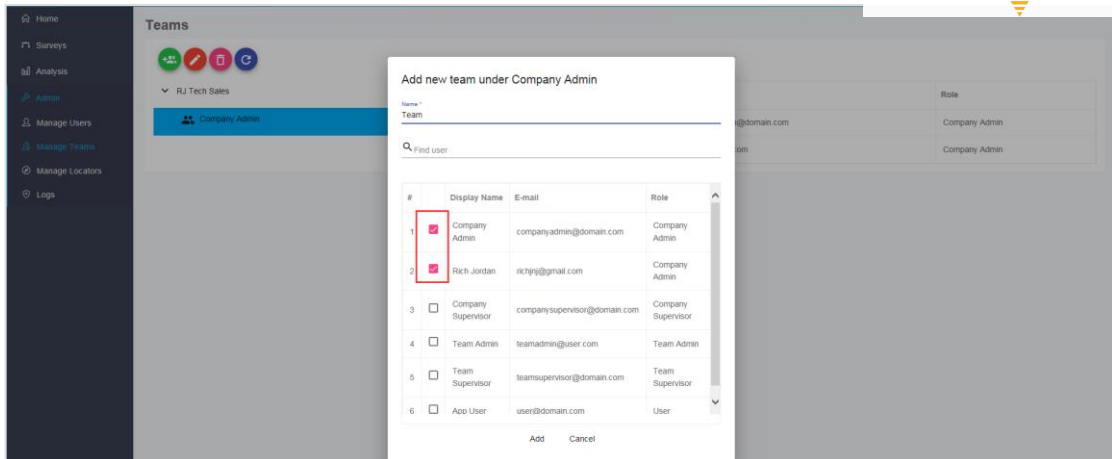 Home
Surveys
Analysis
Admin
Manage Users
Manage Teams
Manage Locators
Logs
Teams
RJ Tech Sales
Company Admin
Role
@domain.com Company Admin
.com Company Admin
Add new team under Company Admin
Name *
Team
Find user
# Display Name E-mail Role
1 Company Admin companyadmin@domain.com Company Admin
2 Rich Jordan richjnj@gmail.com Company Admin
3 Company Supervisor companysupervisor@domain.com Company Supervisor
4 Team Admin teamadmin@user.com Team Admin
5 Team Supervisor teamsupervisor@domain.com Team Supervisor
6 App User user@domain.com User
Add Cancel